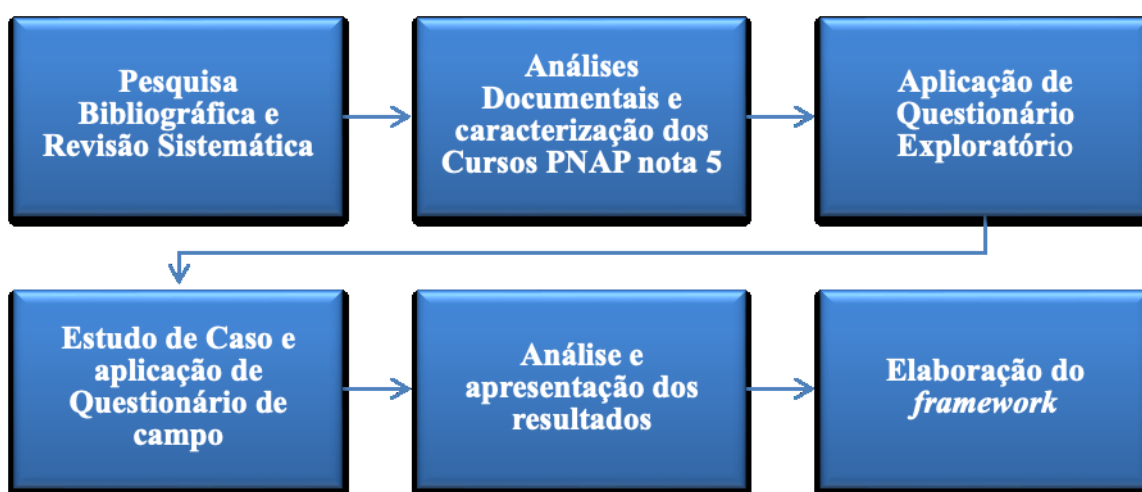 Pesquisa
Bibliográfica e
Revisão Sistemática
Análises
Documentais e
caracterização dos
Cursos PNAP nota 5
Aplicação de
Questionário
Exploratório
Estudo de Caso e
aplicação de
Questionário de
campo
Análise e
apresentação dos
resultados
Elaboração do
framework